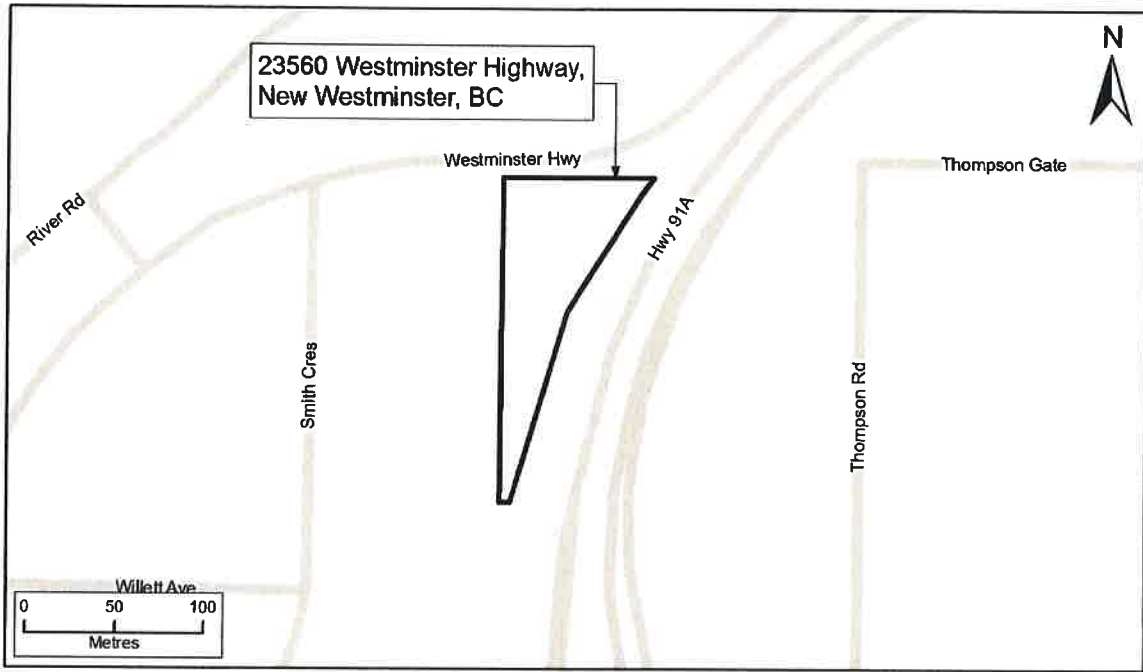 N
23560 Westminster Highway,
New Westminster, BC
Westminster Hwy
Thompson Gate
River Rd
Hwy 91A
Smith Cres
Thompson Rd
Willett Ave
0 50 100
Metres